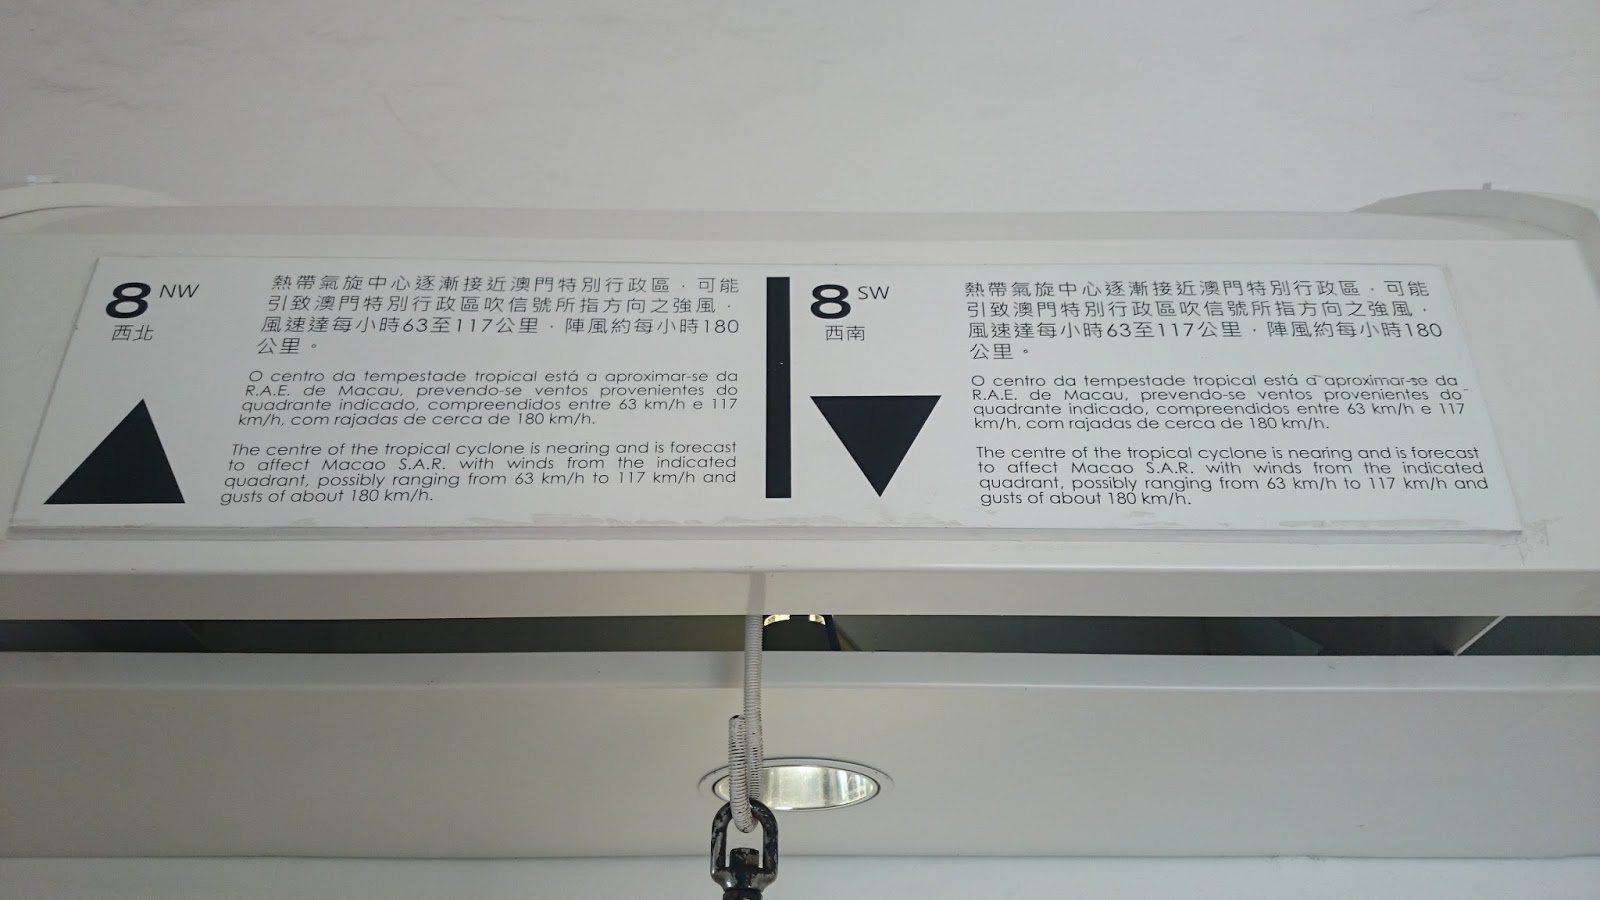 8 NW
西北
熱帶氣旋中心逐漸接近澳門特別行政區，可能
引致澳門特別行政區吹信號所指方向之強風，
風速達每小時63至117公里，陣風約每小時180
公里。
O centro da tempestade tropical está a aproximar-se da
R.A.E. de Macau, prevendo-se ventos provenientes do
quadrante indicado, compreendidos entre 63 km/h e 117
km/h, com rajadas de cerca de 180 km/h.
The centre of the tropical cyclone is nearing and is forecast
to affect Macao S.A.R. with winds from the indicated
quadrant, possibly ranging from 63 km/h to 117 km/h and
gusts of about 180 km/h.
8 SW
西南
熱帶氣旋中心逐漸接近澳門特別行政區，可能
引致澳門特別行政區吹信號所指方向之強風，
風速達每小時63至117公里，陣風約每小時180
公里。
O centro da tempestade tropical está a aproximar-se da
R.A.E. de Macau, prevendo-se ventos provenientes do
quadrante indicado, compreendidos entre 63 km/h e 117
km/h, com rajadas de cerca de 180 km/h.
The centre of the tropical cyclone is nearing and is forecast
to affect Macao S.A.R. with winds from the indicated
quadrant, possibly ranging from 63 km/h to 117 km/h and
gusts of about 180 km/h.